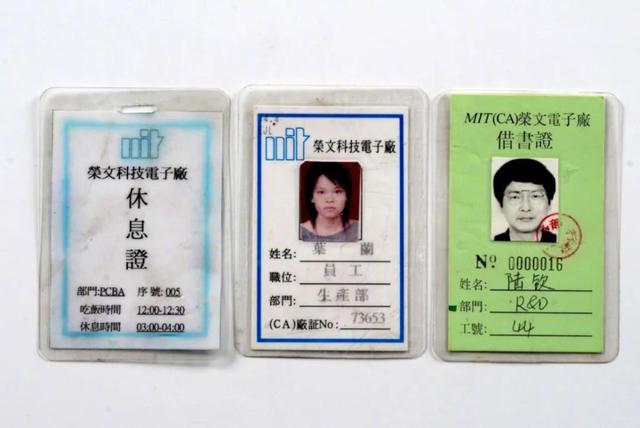 mit
榮文科技電子廠
休
息
證
部門:PCBA 序號:005
吃飯時間 12:00-12:30
休息時間 03:00-04:00
mit 榮文科技電子廠
姓名: 葉 蘭
職位: 員工
部門: 生產部
(CA)廠証No: 73653
MIT(CA)榮文電子廠
借書證
Nº 0000016
姓名: 陆钦
部門: R&D
工號: 44